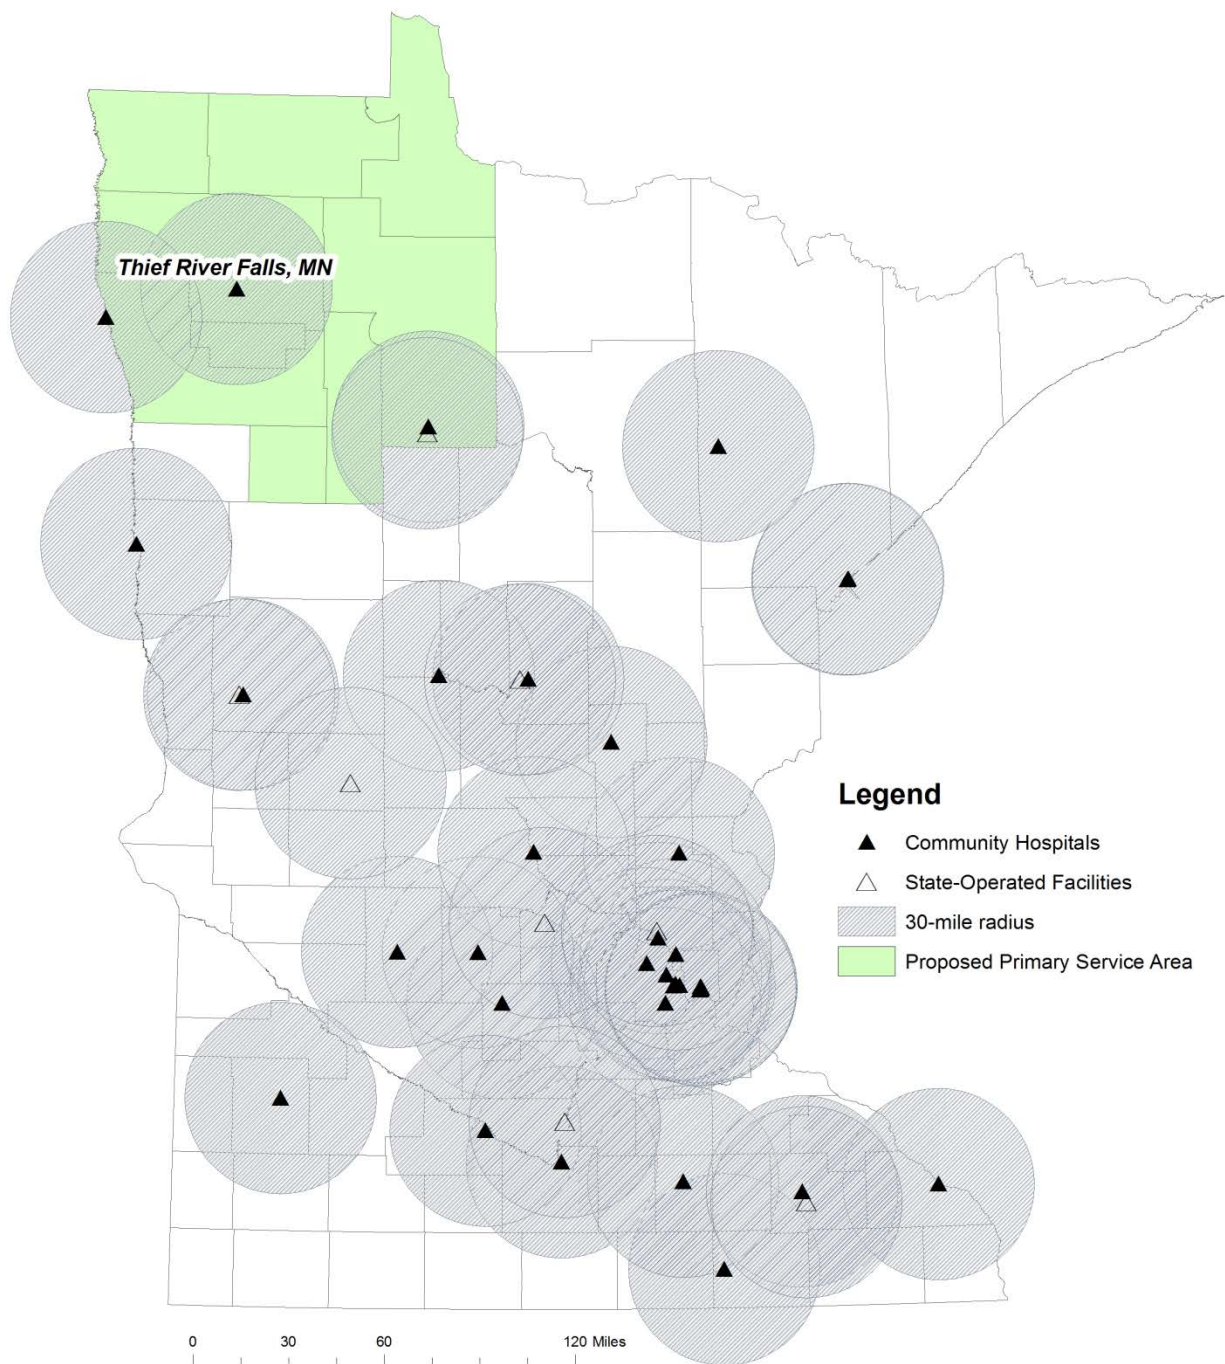 Thief River Falls, MN
Legend
Community Hospitals
State-Operated Facilities
30-mile radius
Proposed Primary Service Area
0 30 60 120 Miles